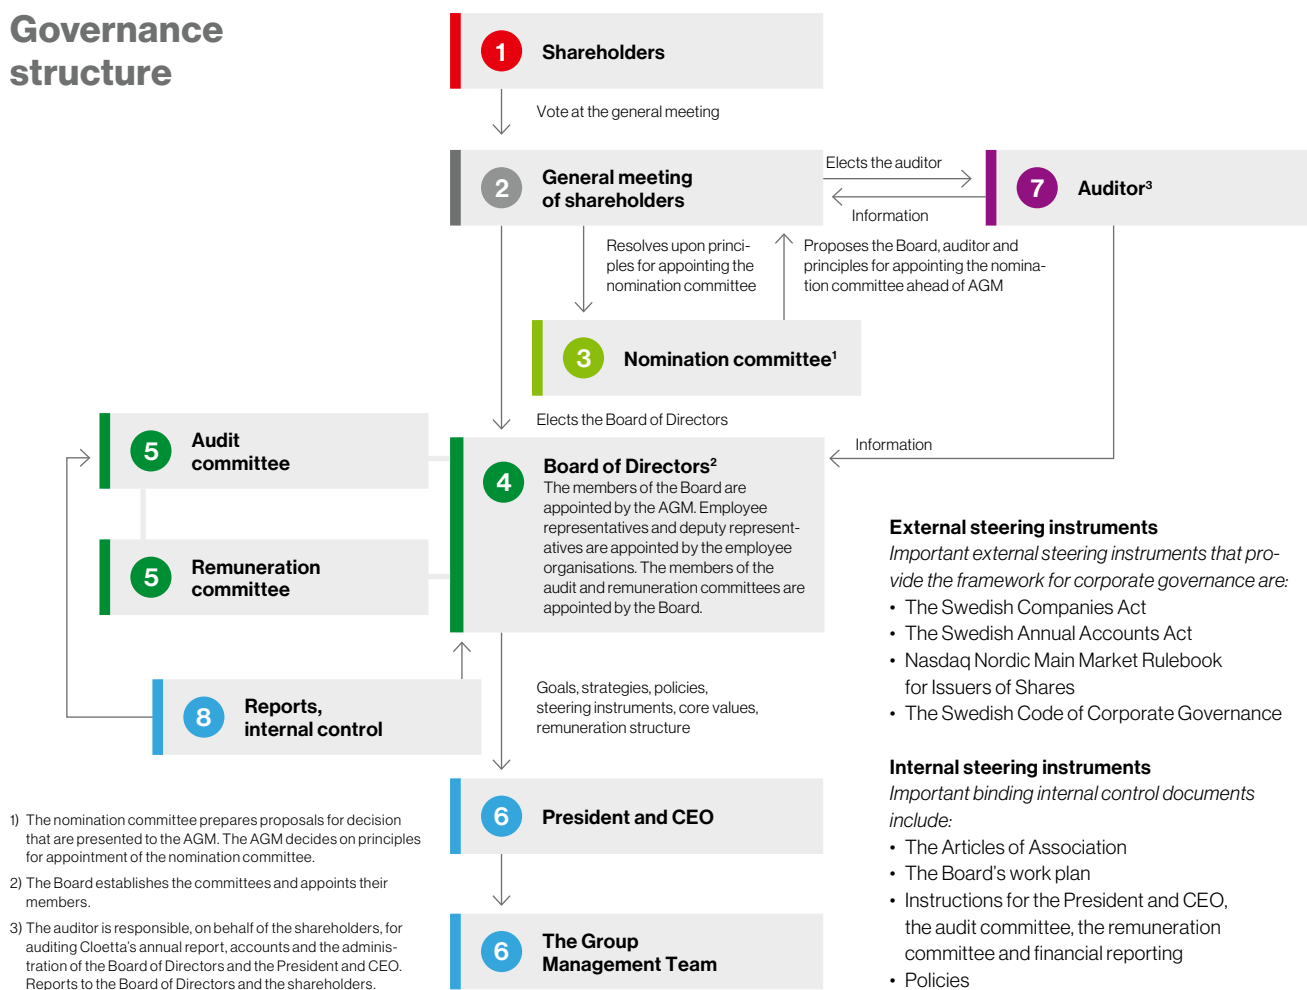 Governance
structure
1
Shareholders
Vote at the general meeting
2
General meeting
of shareholders
Elects the auditor
Information
7
Auditor³
Resolves upon princi-
ples for appointing the
nomination committee
Proposes the Board, auditor and
principles for appointing the nomina-
tion committee ahead of AGM
3
Nomination committee¹
Elects the Board of Directors
Information
5
Audit
committee
5
Remuneration
committee
4
Board of Directors²
The members of the Board are
appointed by the AGM. Employee
representatives and deputy represent-
atives are appointed by the employee
organisations. The members of the
audit and remuneration committees are
appointed by the Board.
8
Reports,
internal control
Goals, strategies, policies,
steering instruments, core values,
remuneration structure
6
President and CEO
6
The Group
Management Team
External steering instruments
Important external steering instruments that pro-
vide the framework for corporate governance are:
• The Swedish Companies Act
• The Swedish Annual Accounts Act
• Nasdaq Nordic Main Market Rulebook
for Issuers of Shares
• The Swedish Code of Corporate Governance
Internal steering instruments
Important binding internal control documents
include:
• The Articles of Association
• The Board's work plan
• Instructions for the President and CEO,
the audit committee, the remuneration
committee and financial reporting
• Policies
1) The nomination committee prepares proposals for decision
that are presented to the AGM. The AGM decides on principles
for appointment of the nomination committee.
2) The Board establishes the committees and appoints their
members.
3) The auditor is responsible, on behalf of the shareholders, for
auditing Cloetta's annual report, accounts and the adminis-
tration of the Board of Directors and the President and CEO.
Reports to the Board of Directors and the shareholders.